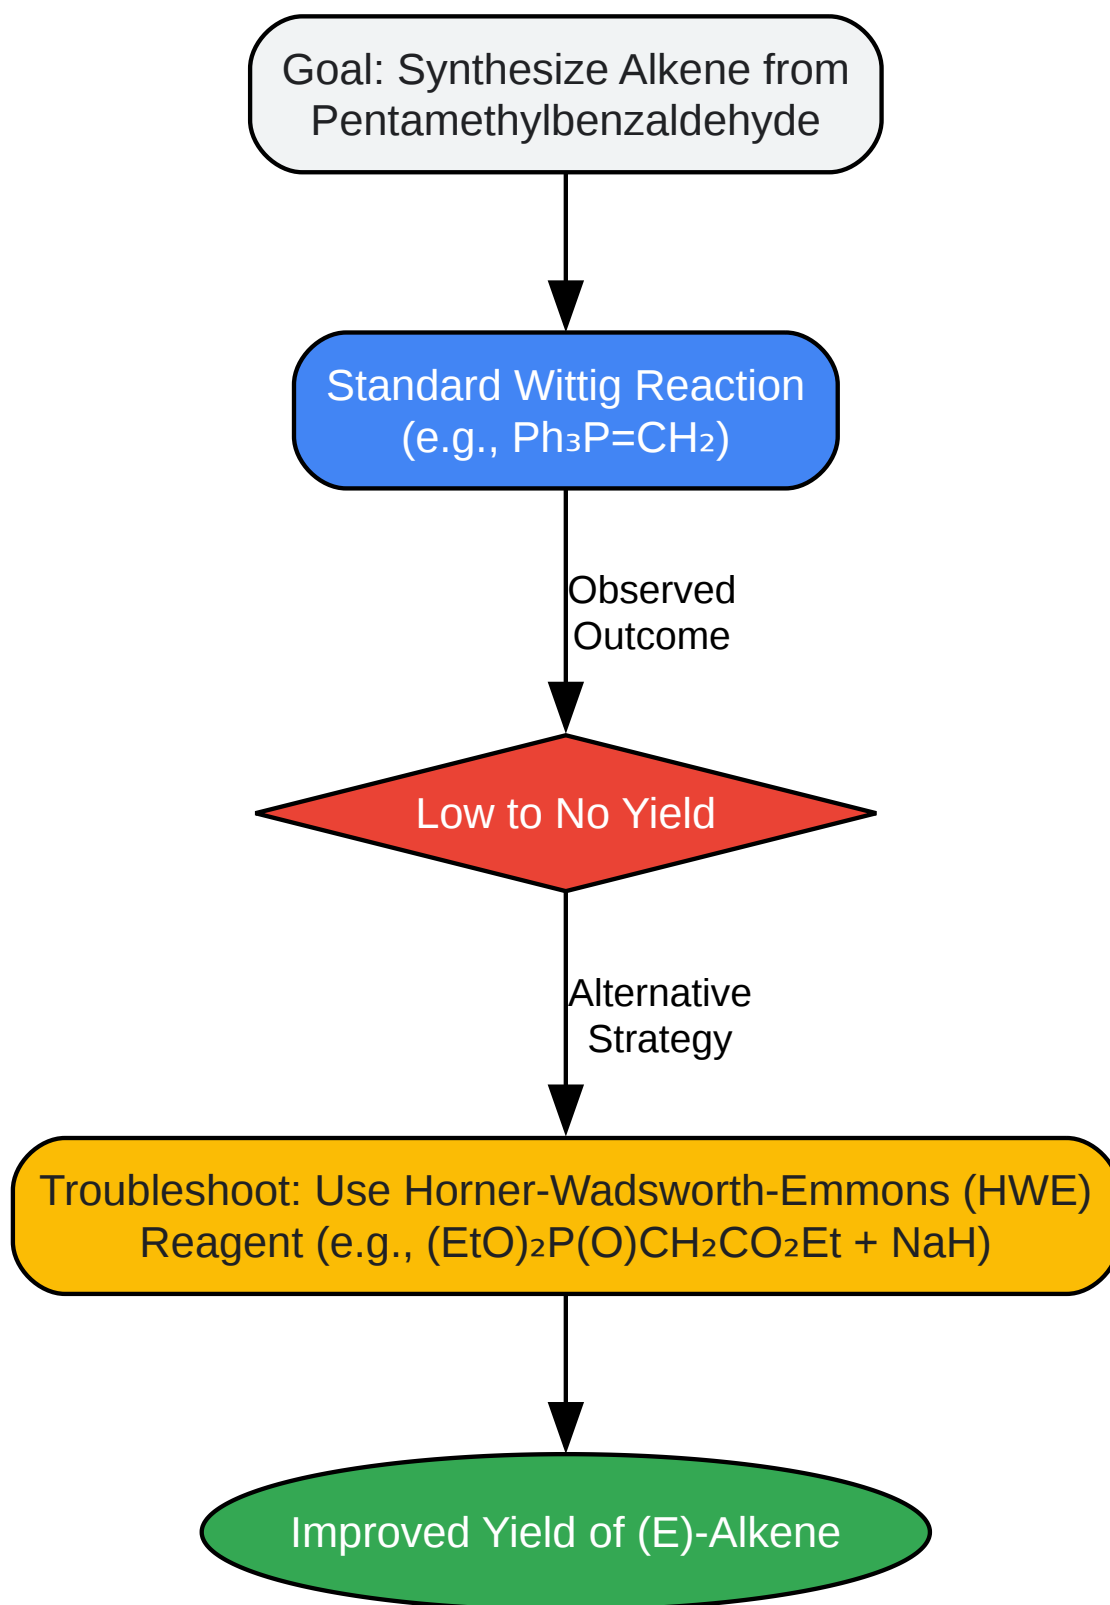 Goal: Synthesize Alkene from
Pentamethylbenzaldehyde
Standard Wittig Reaction
(e.g., Ph₃P=CH₂)
Observed
Outcome
Low to No Yield
Alternative
Strategy
Troubleshoot: Use Horner-Wadsworth-Emmons (HWE)
Reagent (e.g., (EtO)₂P(O)CH₂CO₂Et + NaH)
Improved Yield of (E)-Alkene